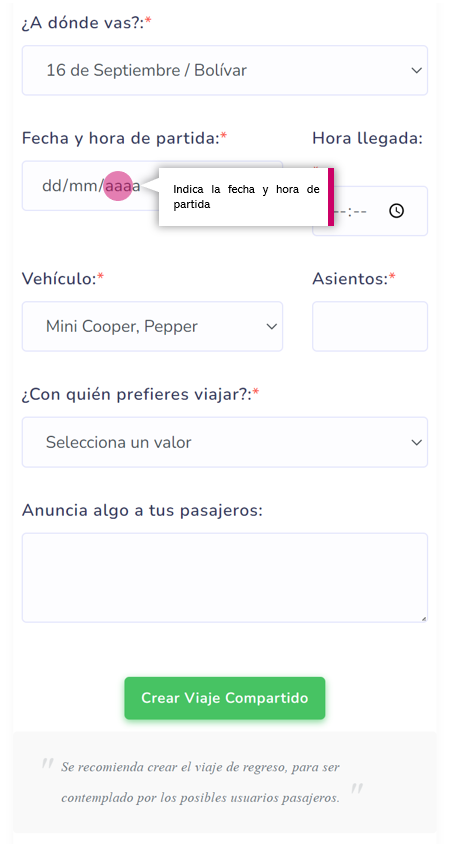 ¿A dónde vas?:*
16 de Septiembre / Bolívar
Fecha y hora de partida:*
Hora llegada:
dd/mm/aaaa
Indica la fecha y hora de
partida
--:--
Vehículo:*
Asientos:*
Mini Cooper, Pepper
¿Con quién prefieres viajar?:*
Selecciona un valor
Anuncia algo a tus pasajeros:
Crear Viaje Compartido
" Se recomienda crear el viaje de regreso, para ser
contemplado por los posibles usuarios pasajeros. "